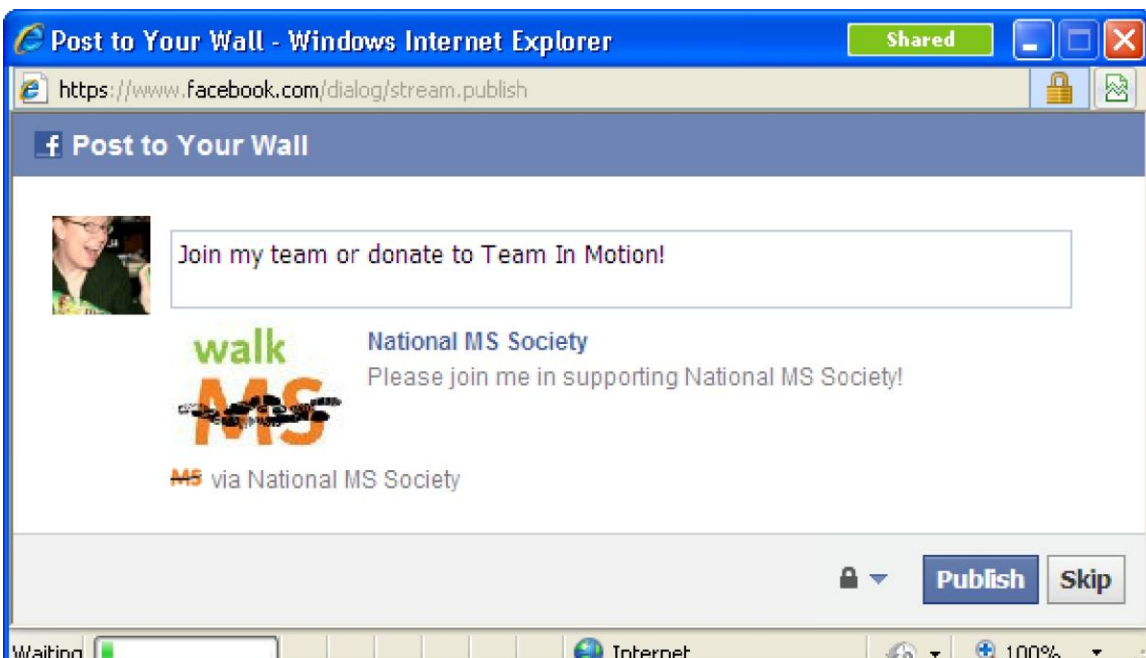 Post to Your Wall - Windows Internet Explorer
Shared
https://www.facebook.com/dialog/stream.publish
f Post to Your Wall
Join my team or donate to Team In Motion!
walk
MS
National MS Society
Please join me in supporting National MS Society!
MS via National MS Society
Publish
Skip
Waiting
Internet
100%